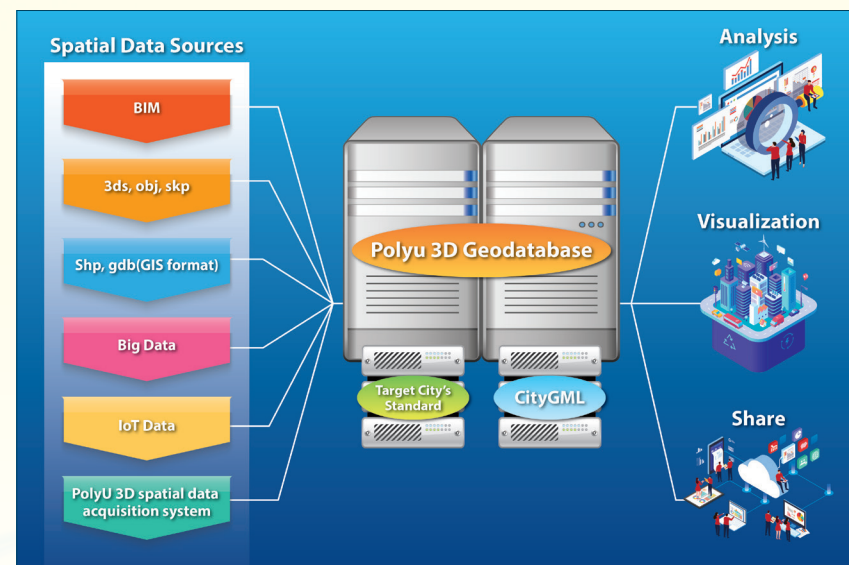 Spatial Data Sources
BIM
3ds, obj, skp
Shp, gdb(GIS format)
Big Data
IoT Data
PolyU 3D spatial data
acquisition system
Polyu 3D Geodatabase
Target City's
Standard
CityGML
Analysis
Visualization
Share